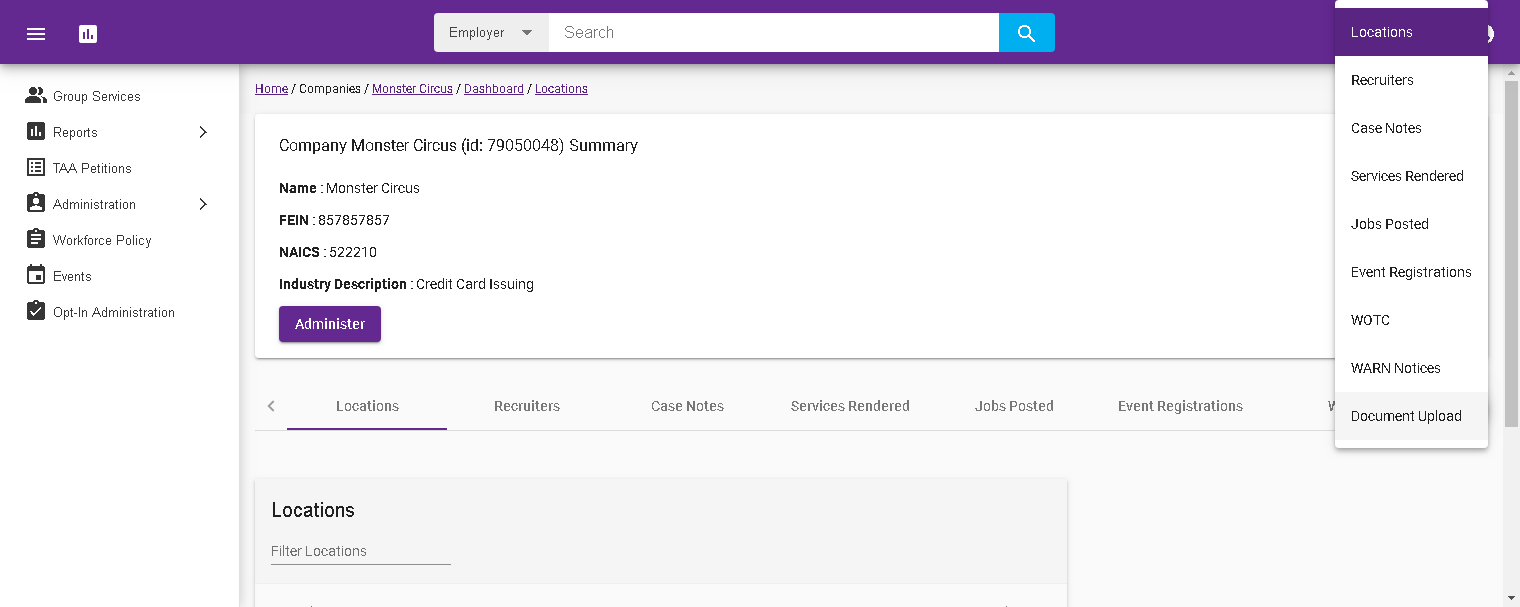 Employer
Search
Group Services
Reports
TAA Petitions
Administration
Workforce Policy
Events
Opt-In Administration
Home / Companies / Monster Circus / Dashboard / Locations
Company Monster Circus (id: 79050048) Summary
Name : Monster Circus
FEIN : 857857857
NAICS : 522210
Industry Description : Credit Card Issuing
Administer
Locations Recruiters Case Notes Services Rendered Jobs Posted Event Registrations
Locations
Filter Locations
Locations
Recruiters
Case Notes
Services Rendered
Jobs Posted
Event Registrations
WOTC
WARN Notices
Document Upload